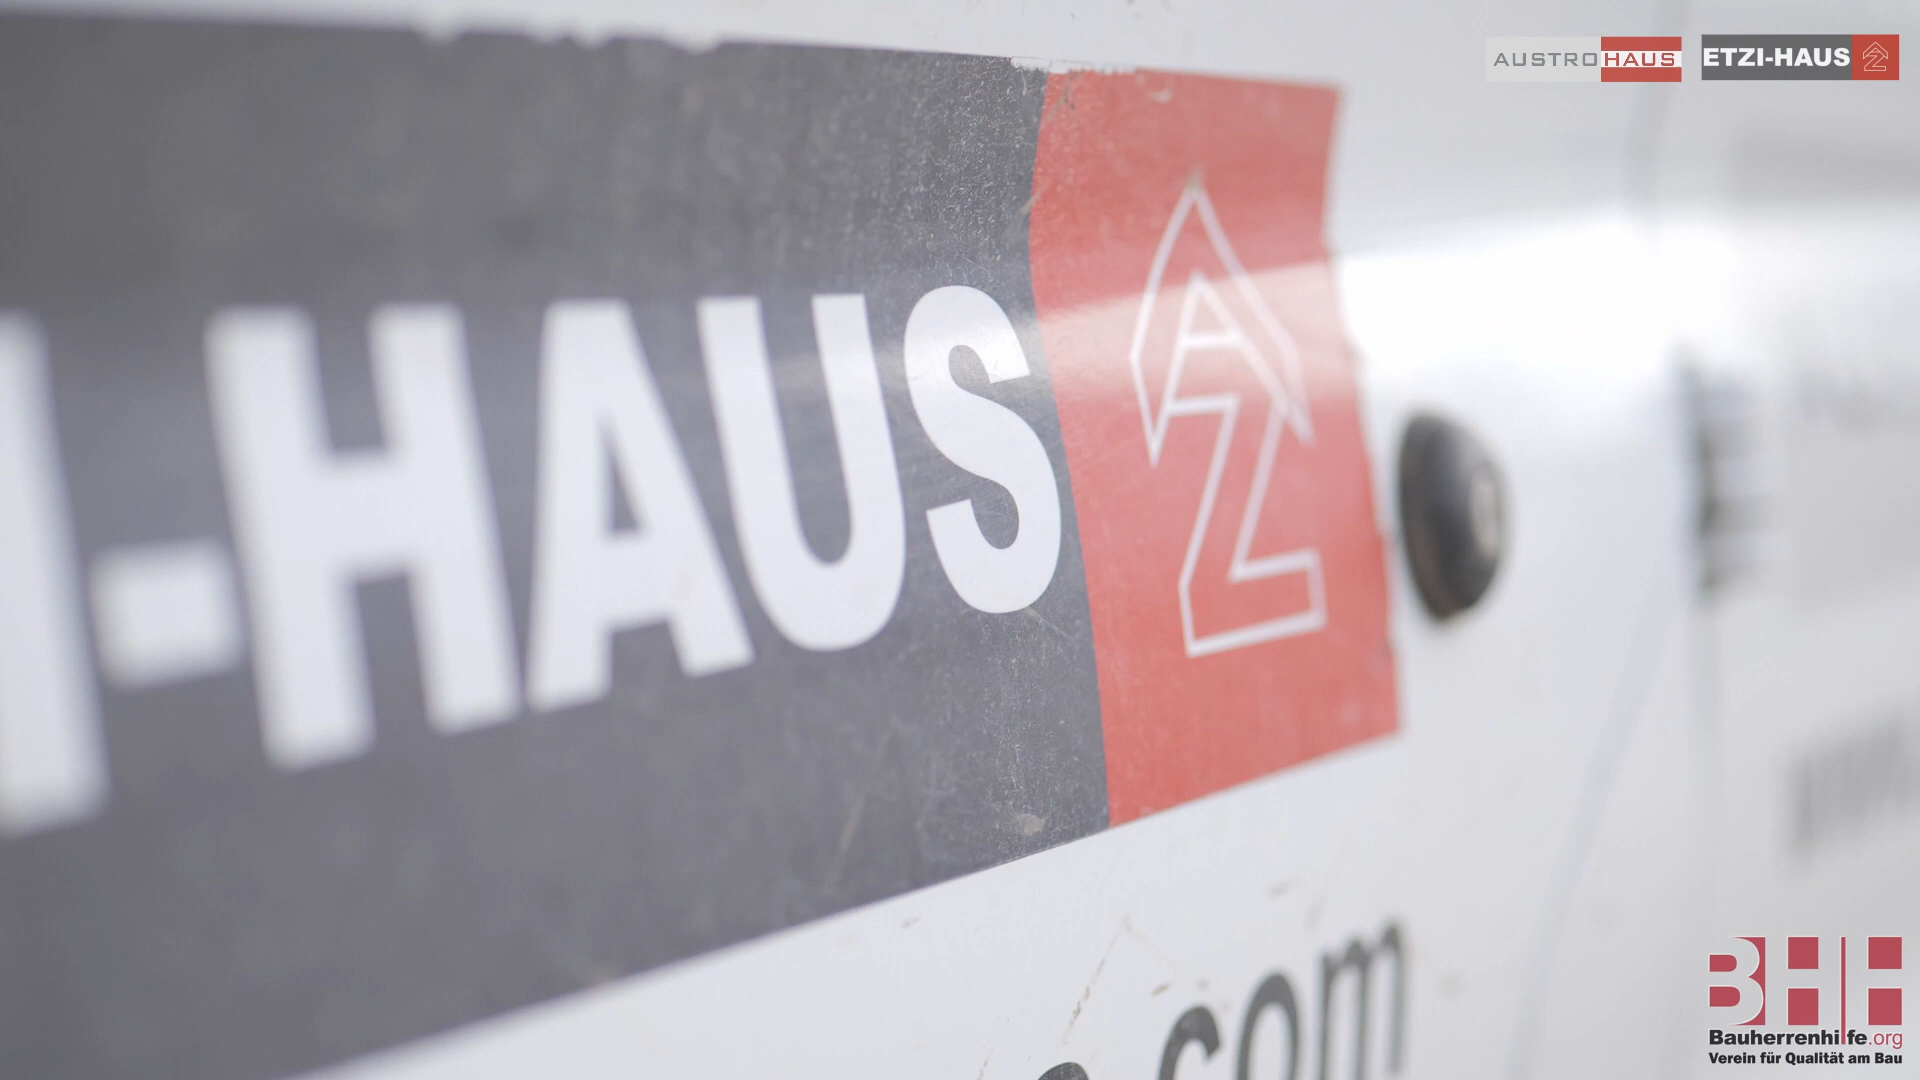 AUSTROHAUS
ETZI-HAUS
I-HAUS
.com
BHH
Bauherrenhilfe.org
Verein für Qualität am Bau